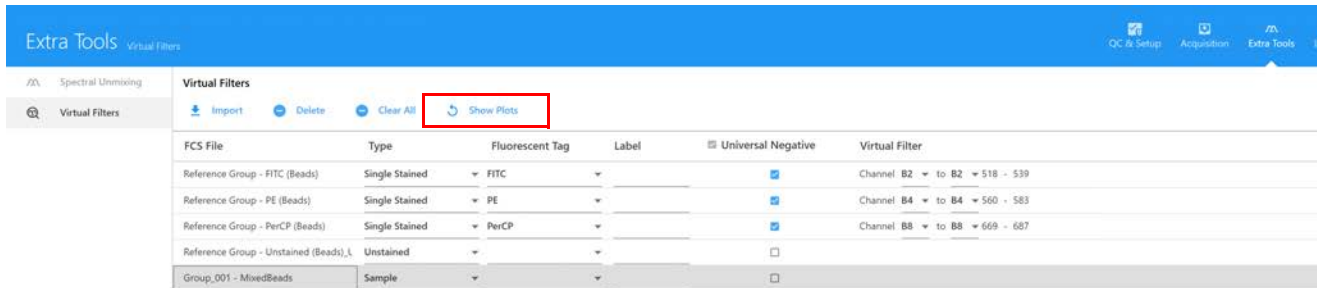 Extra Tools Virtual Filters
QC & Setup Acquisition Extra Tools
Spectral Unmixing
Virtual Filters
Virtual Filters
Import Delete Clear All Show Plots
FCS File Type Fluorescent Tag Label Universal Negative Virtual Filter
Reference Group - FITC (Beads) Single Stained FITC Channel B2 to B2 518 - 539
Reference Group - PE (Beads) Single Stained PE Channel B4 to B4 560 - 583
Reference Group - PerCP (Beads) Single Stained PerCP Channel B8 to B8 669 - 687
Reference Group - Unstained (Beads)_U Unstained
Group_001 - MixedBeads Sample